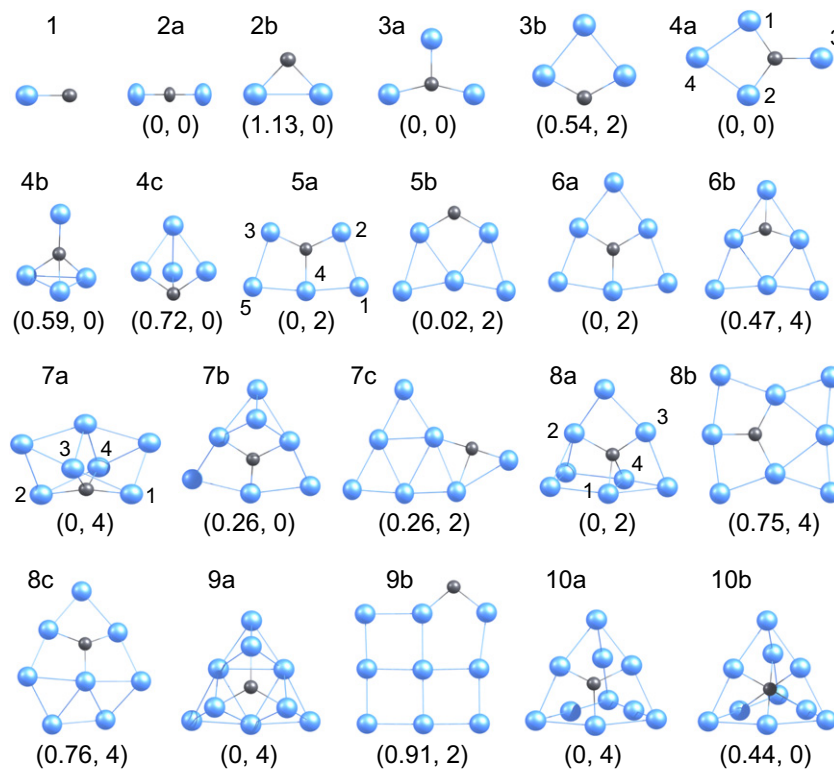 1 2a 2b 3a 3b 4a 1
3
4
2
(0, 0) (1.13, 0) (0, 0) (0.54, 2) (0, 0)
4b 4c 5a 5b 6a 6b
3 2
4
5 1
(0.59, 0) (0.72, 0) (0, 2) (0.02, 2) (0, 2) (0.47, 4)
7a 7b 7c 8a 8b
3 4 2 3
4
2 1 1
(0, 4) (0.26, 0) (0.26, 2) (0, 2) (0.75, 4)
8c 9a 9b 10a 10b
(0.76, 4) (0, 4) (0.91, 2) (0, 4) (0.44, 0)